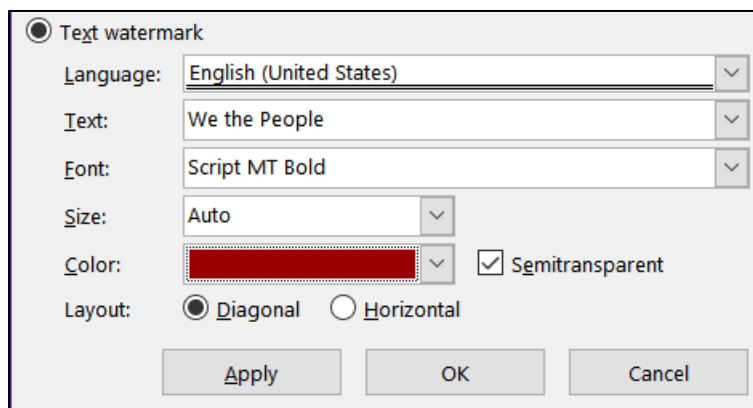 Text watermark
Language: English (United States)
Text: We the People
Font: Script MT Bold
Size: Auto
Color: Semitransparent
Layout: Diagonal Horizontal
Apply OK Cancel